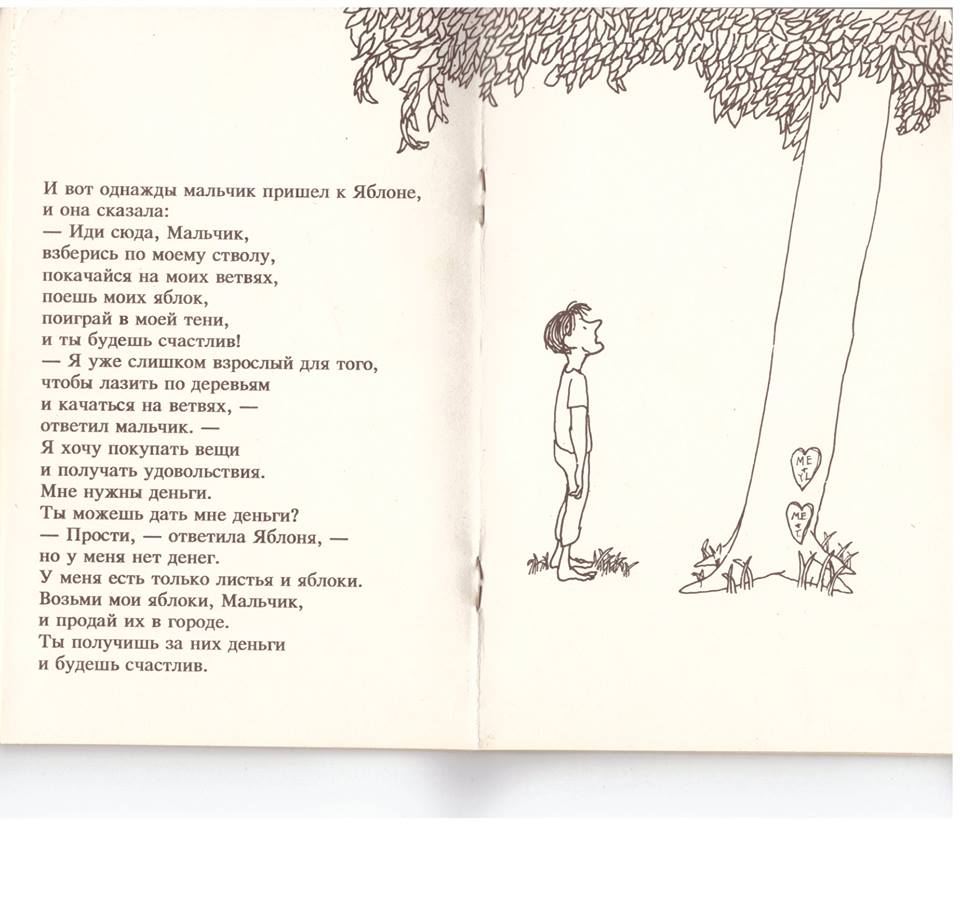 И вот однажды мальчик пришел к Яблоне,
и она сказала:
— Иди сюда, Мальчик,
взберись по моему стволу,
покачайся на моих ветвях,
поешь моих яблок,
поиграй в моей тени,
и ты будешь счастлив!
— Я уже слишком взрослый для того,
чтобы лазить по деревьям
и качаться на ветвях, —
ответил мальчик. —
Я хочу покупать вещи
и получать удовольствия.
Мне нужны деньги.
Ты можешь дать мне деньги?
— Прости, — ответила Яблоня, —
но у меня нет денег.
У меня есть только листья и яблоки.
Возьми мои яблоки, Мальчик,
и продай их в городе.
Ты получишь за них деньги
и будешь счастлив.
ME
+
YL
ME
+
T